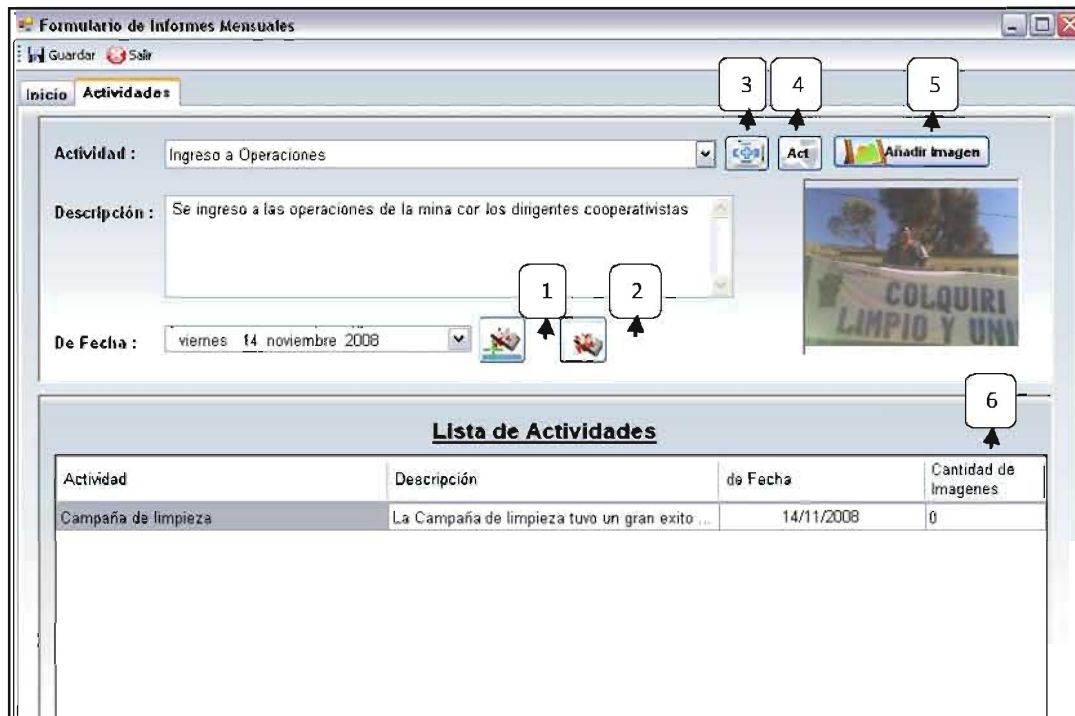 Formulario de Informes Mensuales
Guardar Salir
Inicio Actividades
3 4 5
Actividad : Ingreso a Operaciones Act Añadir Imagen
Descripción : Se ingreso a las operaciones de la mina con los dirigentes cooperativistas
COLQUIRI
LIMPIO Y UNI
1 2
De Fecha : viernes 14 noviembre 2008
6
Lista de Actividades
Actividad Descripción de Fecha Cantidad de Imagenes
Campaña de limpieza La Campaña de limpieza tuvo un gran exito ... 14/11/2008 0